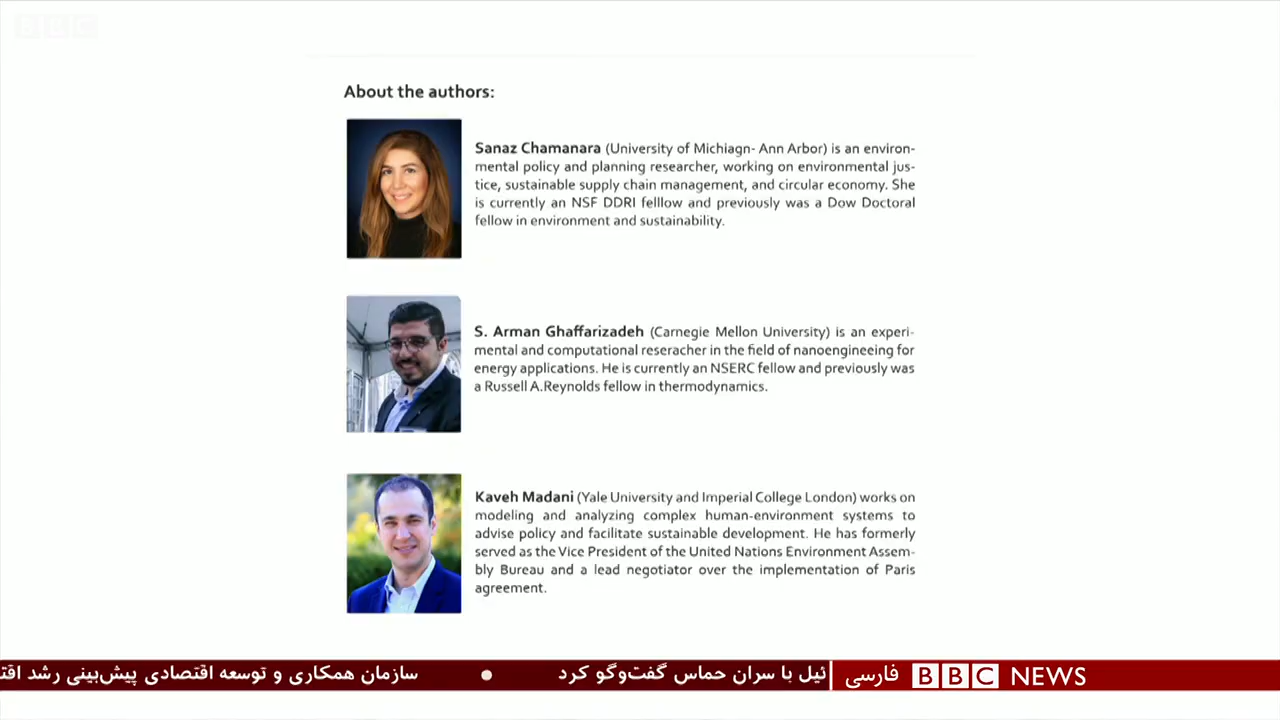 BBC
About the authors:
Sanaz Chamanara (University of Michiagn- Ann Arbor) is an environ-
mental policy and planning researcher, working on environmental jus-
tice, sustainable supply chain management, and circular economy. She
is currently an NSF DDRI felllow and previously was a Dow Doctoral
fellow in environment and sustainability.
S. Arman Ghaffarizadeh (Carnegie Mellon University) is an experi-
mental and computational reseracher in the field of nanoengineeing for
energy applications. He is currently an NSERC fellow and previously was
a Russell A.Reynolds fellow in thermodynamics.
Kaveh Madani (Yale University and Imperial College London) works on
modeling and analyzing complex human-environment systems to
advise policy and facilitate sustainable development. He has formerly
served as the Vice President of the United Nations Environment Assem-
bly Bureau and a lead negotiator over the implementation of Paris
agreement.
ئیل با سران حماس گفت‌وگو کرد • سازمان همکاری و توسعه اقتصادی پیش‌بینی رشد اقت
BBC NEWS فارسی